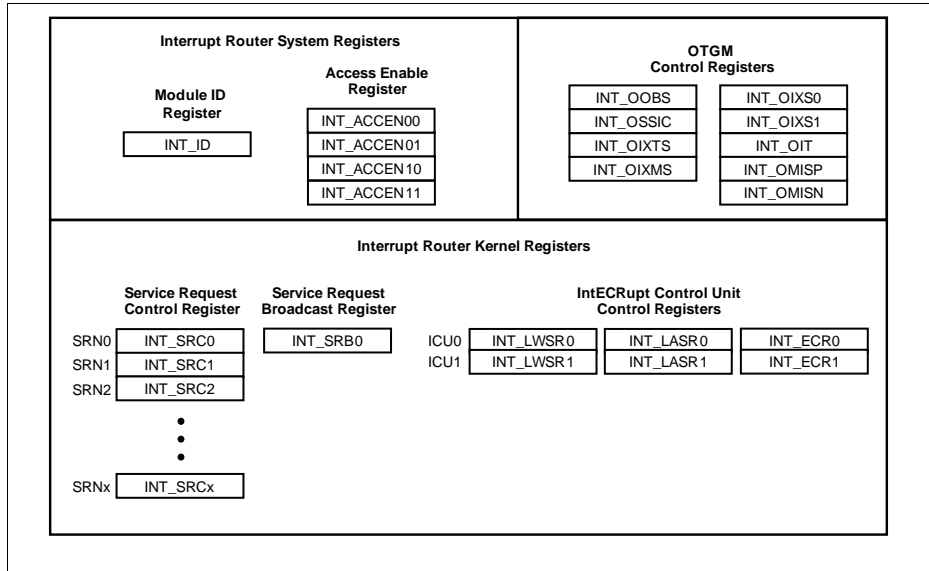 Interrupt Router System Registers
Module ID
Register
INT_ID
Access Enable
Register
INT_ACCEN00
INT_ACCEN01
INT_ACCEN10
INT_ACCEN11
OTGM
Control Registers
INT_OOBS
INT_OSSIC
INT_OIXTS
INT_OIXMS
INT_OIXS0
INT_OIXS1
INT_OIT
INT_OMISP
INT_OMISN
Interrupt Router Kernel Registers
Service Request
Control Register
SRN0 INT_SRC0
SRN1 INT_SRC1
SRN2 INT_SRC2
SRNx INT_SRCx
Service Request
Broadcast Register
INT_SRB0
IntECRupt Control Unit
Control Registers
ICU0 INT_LWSR0 INT_LASR0 INT_ECR0
ICU1 INT_LWSR1 INT_LASR1 INT_ECR1